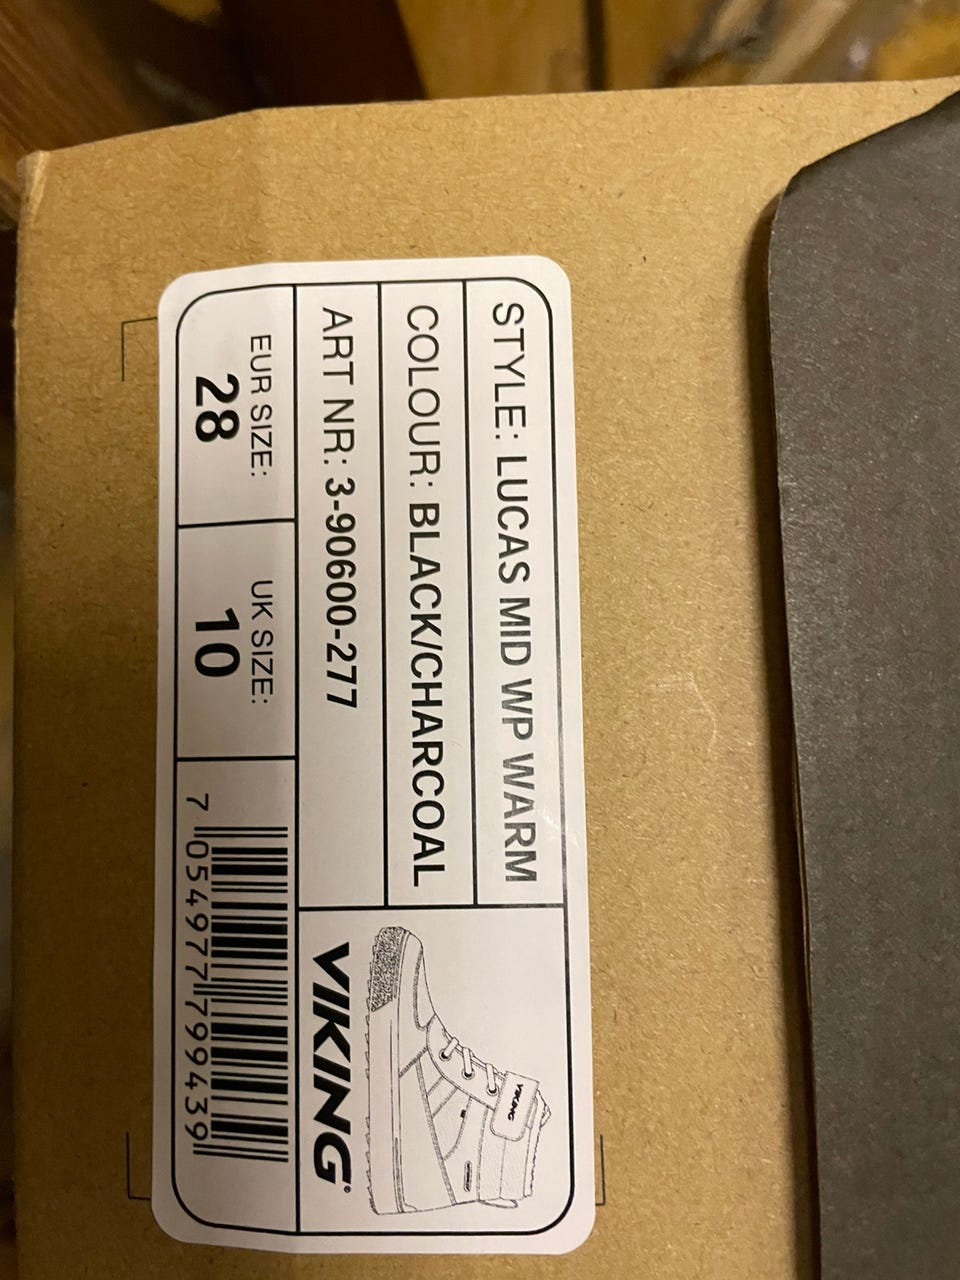 STYLE: LUCAS MID WP WARM
COLOUR: BLACK/CHARCOAL
ART NR: 3-90600-277
EUR SIZE:
28
UK SIZE:
10
7 054977 799439
VIKING
VIKING®